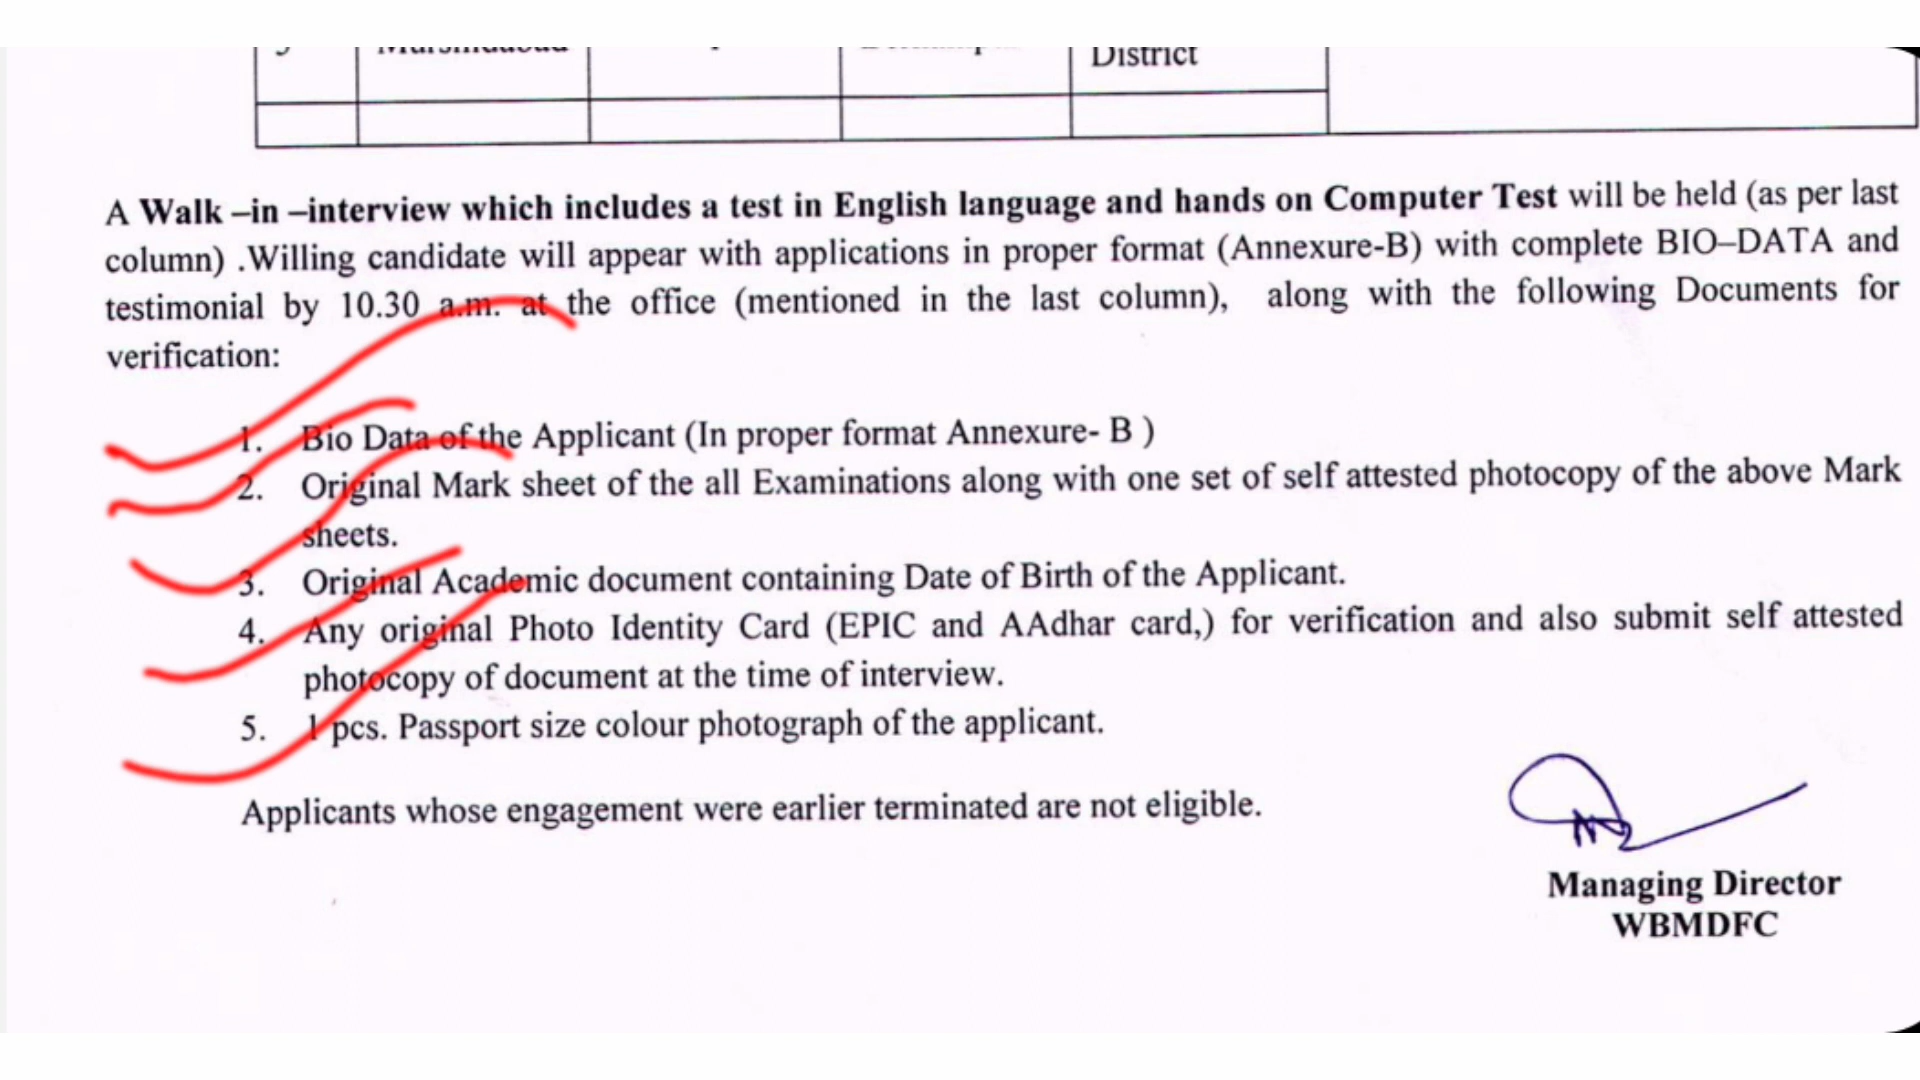 District
A Walk –in –interview which includes a test in English language and hands on Computer Test will be held (as per last
column) .Willing candidate will appear with applications in proper format (Annexure-B) with complete BIO–DATA and
testimonial by 10.30 a.m. at the office (mentioned in the last column), along with the following Documents for
verification:
1. Bio Data of the Applicant (In proper format Annexure- B )
2. Original Mark sheet of the all Examinations along with one set of self attested photocopy of the above Mark
sheets.
3. Original Academic document containing Date of Birth of the Applicant.
4. Any original Photo Identity Card (EPIC and AAdhar card,) for verification and also submit self attested
photocopy of document at the time of interview.
5. 1 pcs. Passport size colour photograph of the applicant.
Applicants whose engagement were earlier terminated are not eligible.
Managing Director
WBMDFC